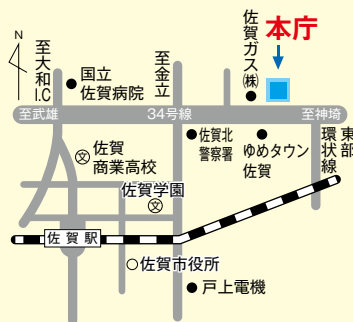 N
至大和I.C
国立
佐賀病院
至金立
佐賀ガス㈱
本庁
至武雄
34号線
至神埼
佐賀
商業高校
文
佐賀北
警察署
ゆめタウン
佐賀
東部
環状線
佐賀学園
文
佐賀駅
佐賀市役所
戸上電機